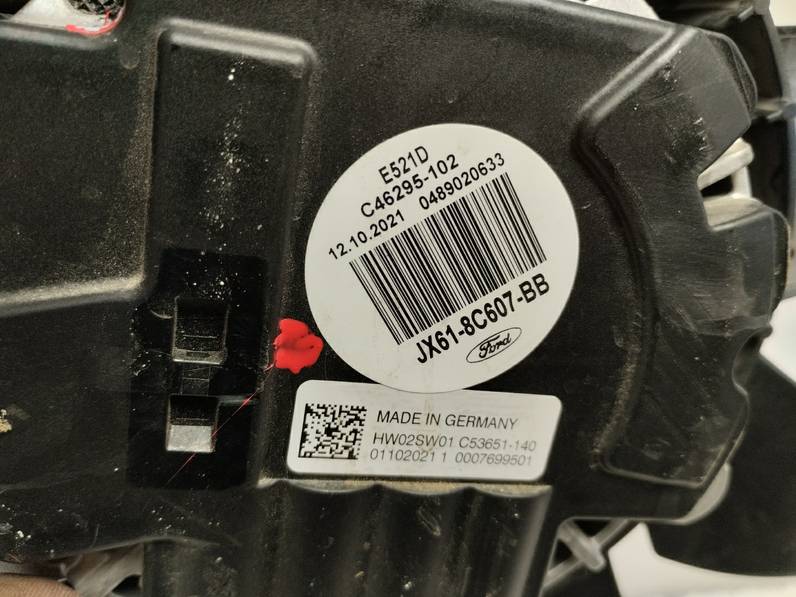 E521D
C46295-102
12.10.2021 0489020633
JX61-8C607-BB
Ford
MADE IN GERMANY
HW02SW01 C53651-140
01102021 1 0007699501